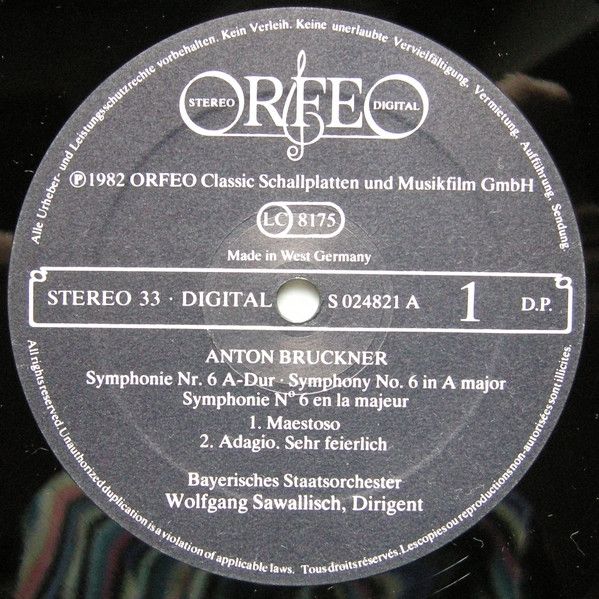 Alle Urheber- und Leistungsschutzrechte vorbehalten. Kein Verleih. Keine unerlaubte Vervielfältigung, Vermietung, Aufführung, Sendung.
STEREO ORFEO DIGITAL
℗1982 ORFEO Classic Schallplatten und Musikfilm GmbH
LC 8175
Made in West Germany
STEREO 33 · DIGITAL S 024821 A 1 D.P.
ANTON BRUCKNER
Symphonie Nr. 6 A-Dur · Symphony No. 6 in A major
Symphonie N° 6 en la majeur
1. Maestoso
2. Adagio. Sehr feierlich
Bayerisches Staatsorchester
Wolfgang Sawallisch, Dirigent
All rights reserved. Unauthorized duplication is a violation of applicable laws. Tous droits réservés. Les copies ou reproductions non-autorisées sont illicites.